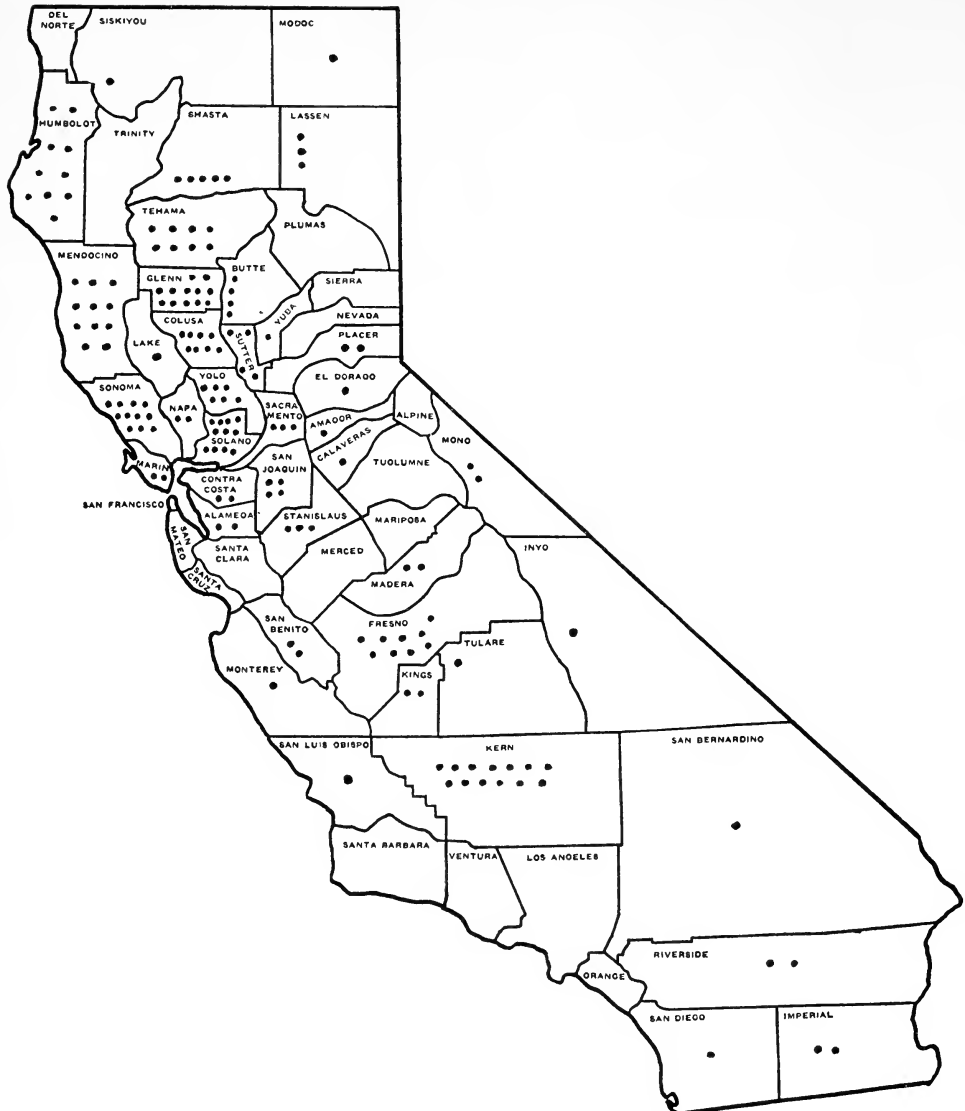 DEL
NORTE
SISKIYOU
MODOC
HUMBOLOT
TRINITY
SHASTA
LASSEN
TEHAMA
PLUMAS
MENDOCINO
GLENN
BUTTE
SIERRA
COLUSA
YUBA
NEVADA
LAKE
SUTTER
PLACER
SONOMA
YOLO
EL DORADO
NAPA
SACRA
MENTO
AMADOR
ALPINE
SOLANO
CALAVERAS
MONO
MARIN
SAN
JOAQUIN
TUOLUMNE
CONTRA
COSTA
SAN FRANCISCO
ALAMEDA
STANISLAUS
MARIPOSA
SAN
MATEO
SANTA
CLARA
MERCED
INYO
SANTA
CRUZ
MADERA
SAN
BENITO
FRESNO
TULARE
MONTEREY
KINGS
SAN LUIS OBISPO
KERN
SAN BERNARDINO
SANTA BARBARA
VENTURA
LOS ANGELES
RIVERSIDE
ORANGE
SAN DIEGO
IMPERIAL